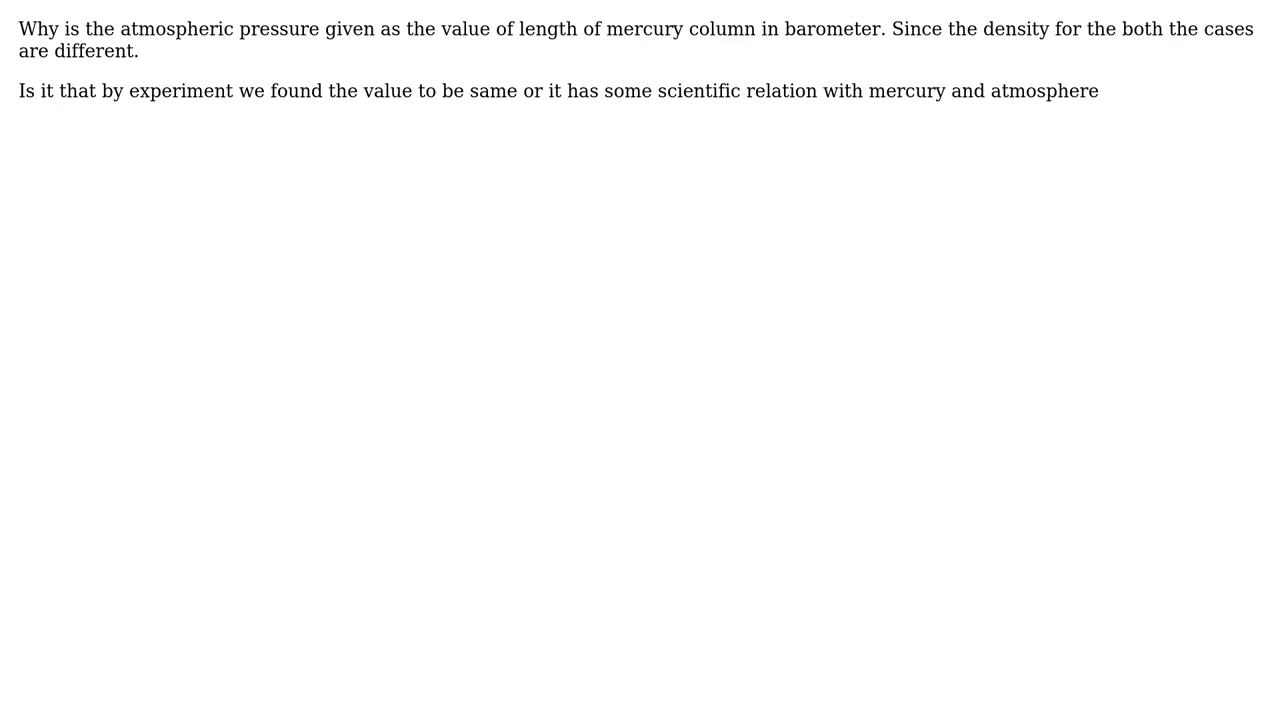 Why is the atmospheric pressure given as the value of length of mercury column in barometer. Since the density for the both the cases
are different.
Is it that by experiment we found the value to be same or it has some scientific relation with mercury and atmosphere